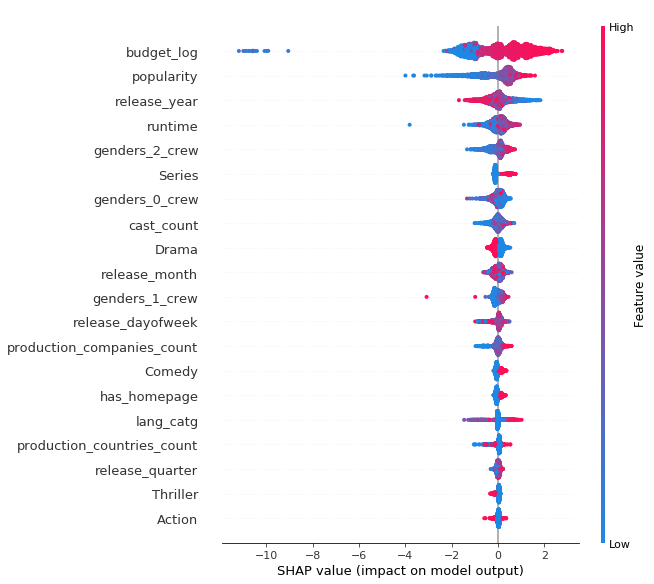 High
budget_log
popularity
release_year
runtime
genders_2_crew
Series
genders_0_crew
cast_count
Drama
release_month
genders_1_crew
release_dayofweek
production_companies_count
Comedy
has_homepage
lang_catg
production_countries_count
release_quarter
Thriller
Action
Feature value
Low
−10 −8 −6 −4 −2 0 2
SHAP value (impact on model output)